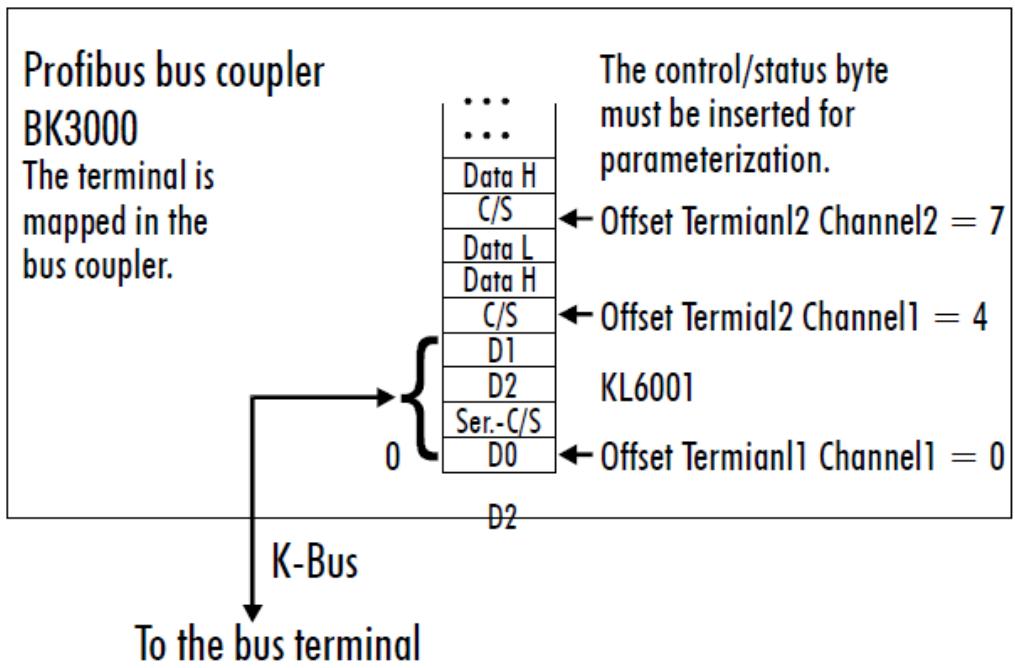 Profibus bus coupler
BK3000
The terminal is
mapped in the
bus coupler.
The control/status byte
must be inserted for
parameterization.
...
...
Data H
C/S
Offset Termianl2 Channel2 = 7
Data L
Data H
C/S
Offset Termial2 Channel1 = 4
D1
D2
KL6001
Ser.-C/S
0
D0
Offset Termianl1 Channel1 = 0
D2
K-Bus
To the bus terminal